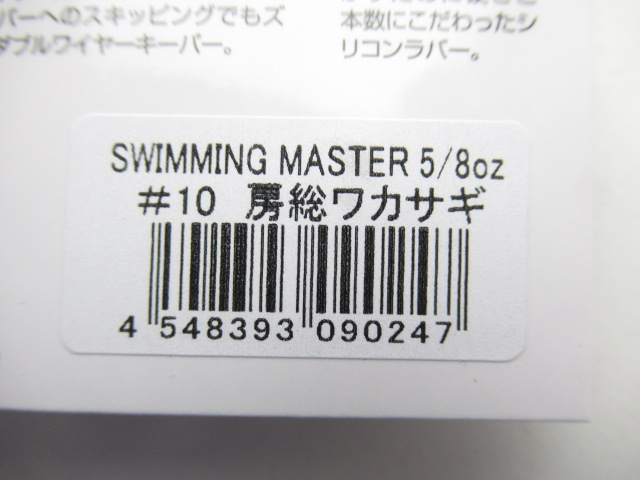 バーへのスキッピングでもズ
ダブルワイヤーキーパー。
本数にこだわったシ
リコンラバー。
SWIMMING MASTER 5/8oz
#10 房総ワカサギ
4 548393 090247